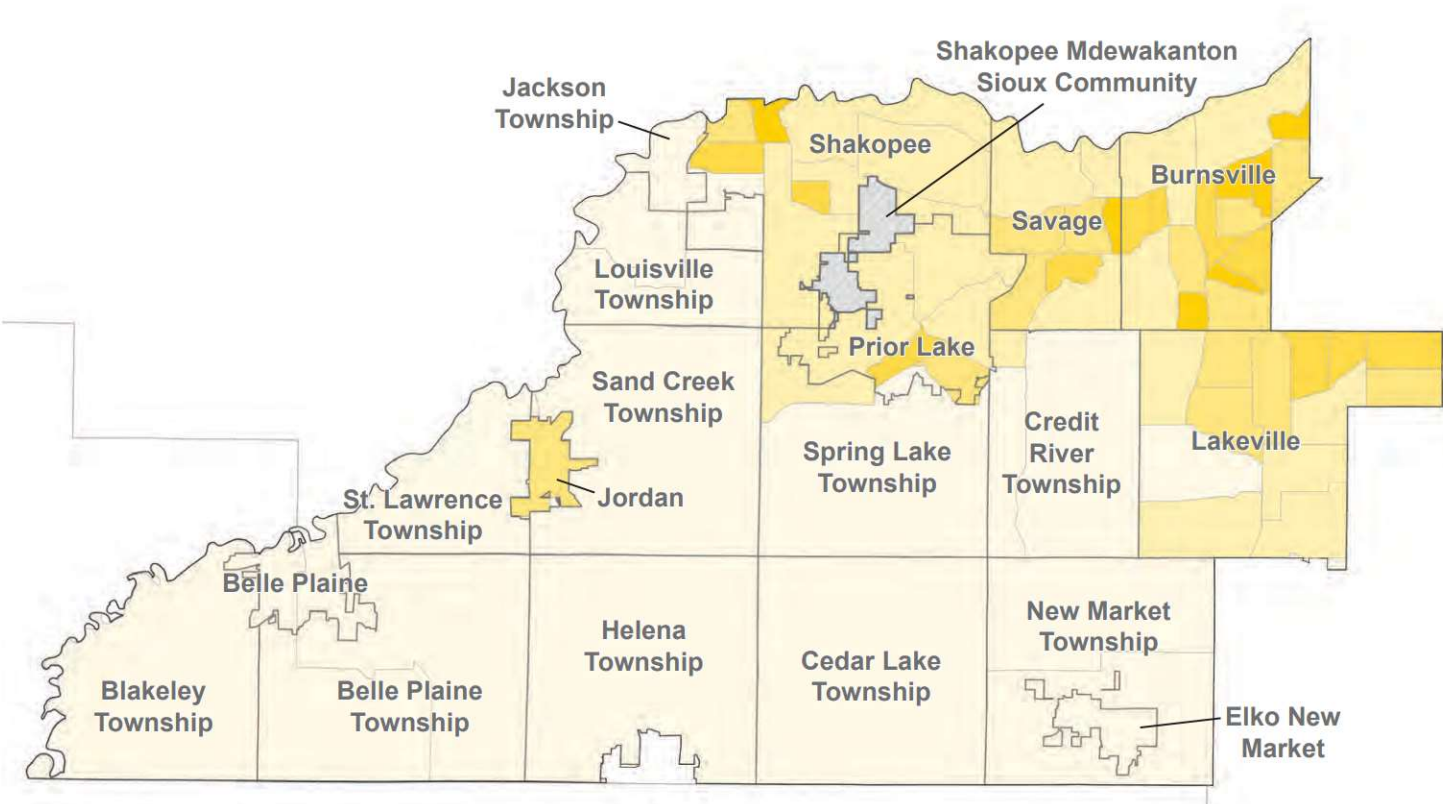 Shakopee Mdewakanton
Sioux Community
Jackson
Township
Shakopee
Burnsville
Savage
Louisville
Township
Prior Lake
Sand Creek
Township
Credit
River
Township
Lakeville
Spring Lake
Township
St. Lawrence
Township
Jordan
Belle Plaine
New Market
Township
Helena
Township
Cedar Lake
Township
Blakeley
Township
Belle Plaine
Township
Elko New
Market